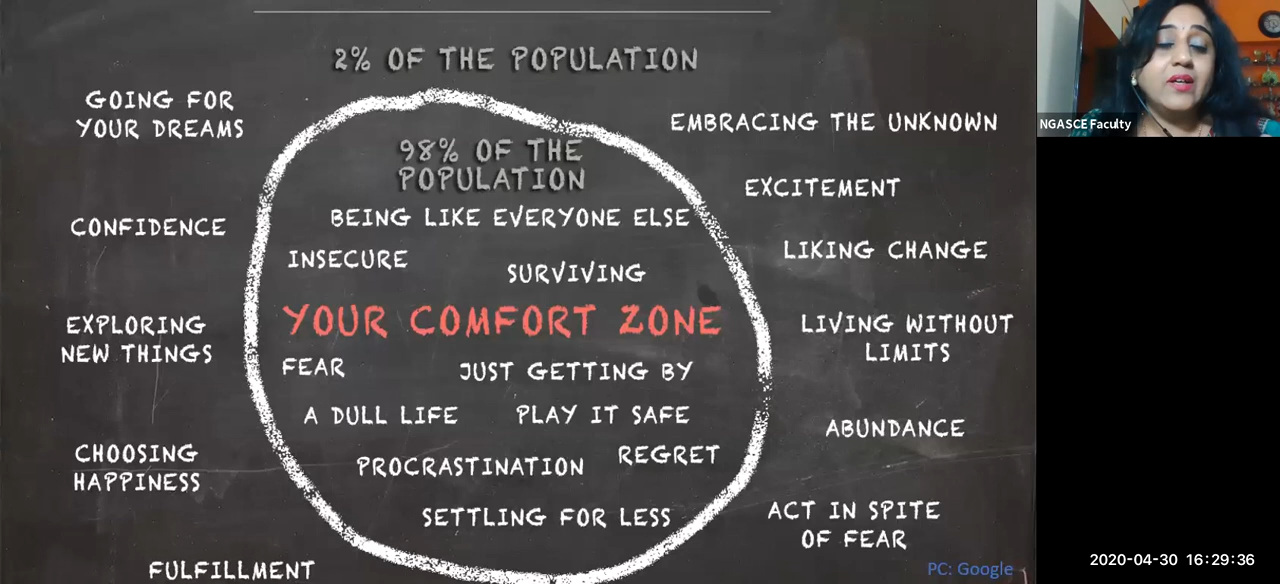 2% OF THE POPULATION
GOING FOR
YOUR DREAMS
EMBRACING THE UNKNOWN
NGASCE Faculty
98% OF THE
POPULATION
EXCITEMENT
BEING LIKE EVERYONE ELSE
CONFIDENCE
LIKING CHANGE
INSECURE
SURVIVING
YOUR COMFORT ZONE
EXPLORING
NEW THINGS
LIVING WITHOUT
LIMITS
FEAR
JUST GETTING BY
A DULL LIFE
PLAY IT SAFE
ABUNDANCE
CHOOSING
HAPPINESS
PROCRASTINATION
REGRET
SETTLING FOR LESS
ACT IN SPITE
OF FEAR
FULFILLMENT
PC: Google
2020-04-30 16:29:36